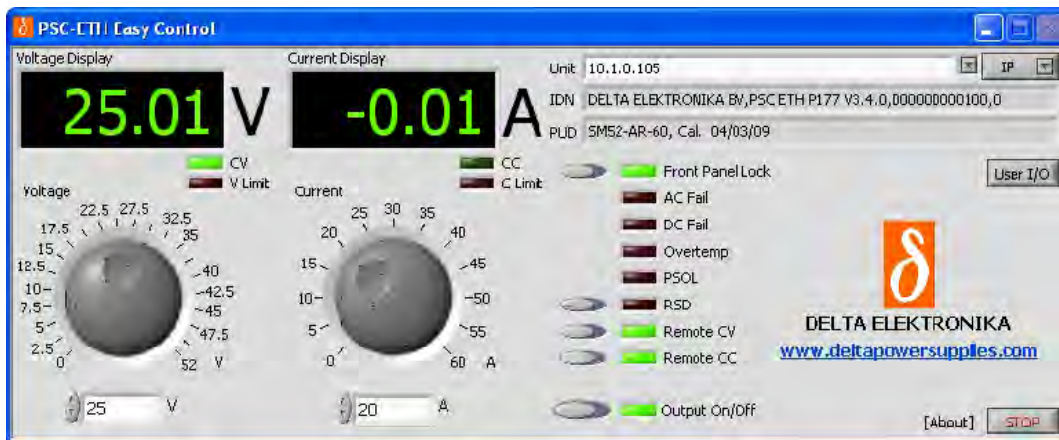 δ PSC-ETH Easy Control
Voltage Display
Current Display
25.01 V
-0.01 A
Unit 10.1.0.105 IP
IDN DELTA ELEKTRONIKA BV,PSC ETH P177 V3.4.0,000000000100,0
PUD SM52-AR-60, Cal. 04/03/09
CV
V Limit
CC
C Limit
Voltage
0
2.5
5
7.5
10
12.5
15
17.5
22.5
27.5
32.5
35
40
42.5
45
47.5
52 V
25 V
Current
0
5
10
15
20
25
30
35
40
45
50
55
60 A
20 A
Front Panel Lock
AC Fail
DC Fail
Overtemp
PSOL
RSD
Remote CV
Remote CC
Output On/Off
User I/O
δ
DELTA ELEKTRONIKA
www.deltapowersupplies.com
[About] STOP